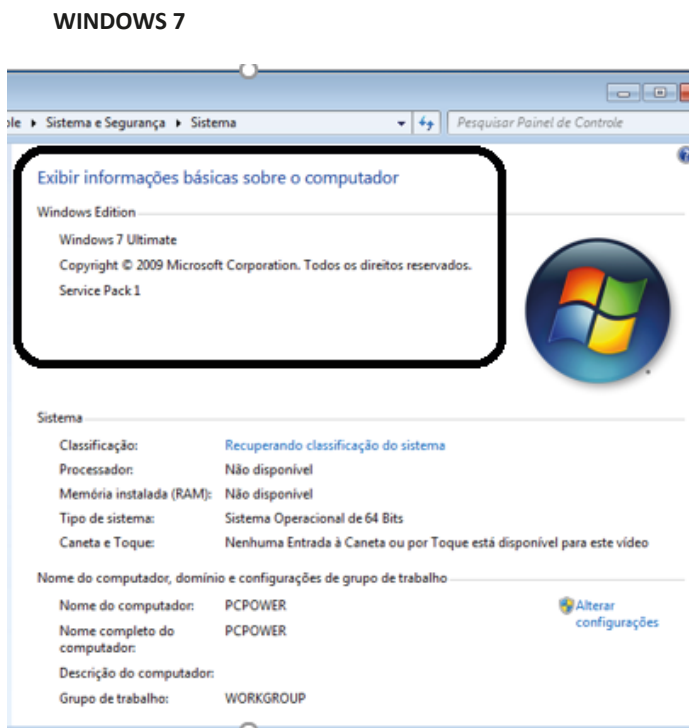 WINDOWS 7
ole ▸ Sistema e Segurança ▸ Sistema
Pesquisar Painel de Controle
Exibir informações básicas sobre o computador
Windows Edition
Windows 7 Ultimate
Copyright © 2009 Microsoft Corporation. Todos os direitos reservados.
Service Pack 1
Sistema
Classificação: Recuperando classificação do sistema
Processador: Não disponível
Memória instalada (RAM): Não disponível
Tipo de sistema: Sistema Operacional de 64 Bits
Caneta e Toque: Nenhuma Entrada à Caneta ou por Toque está disponível para este vídeo
Nome do computador, domínio e configurações de grupo de trabalho
Nome do computador: PCPOWER
Alterar
configurações
Nome completo do
computador: PCPOWER
Descrição do computador:
Grupo de trabalho: WORKGROUP